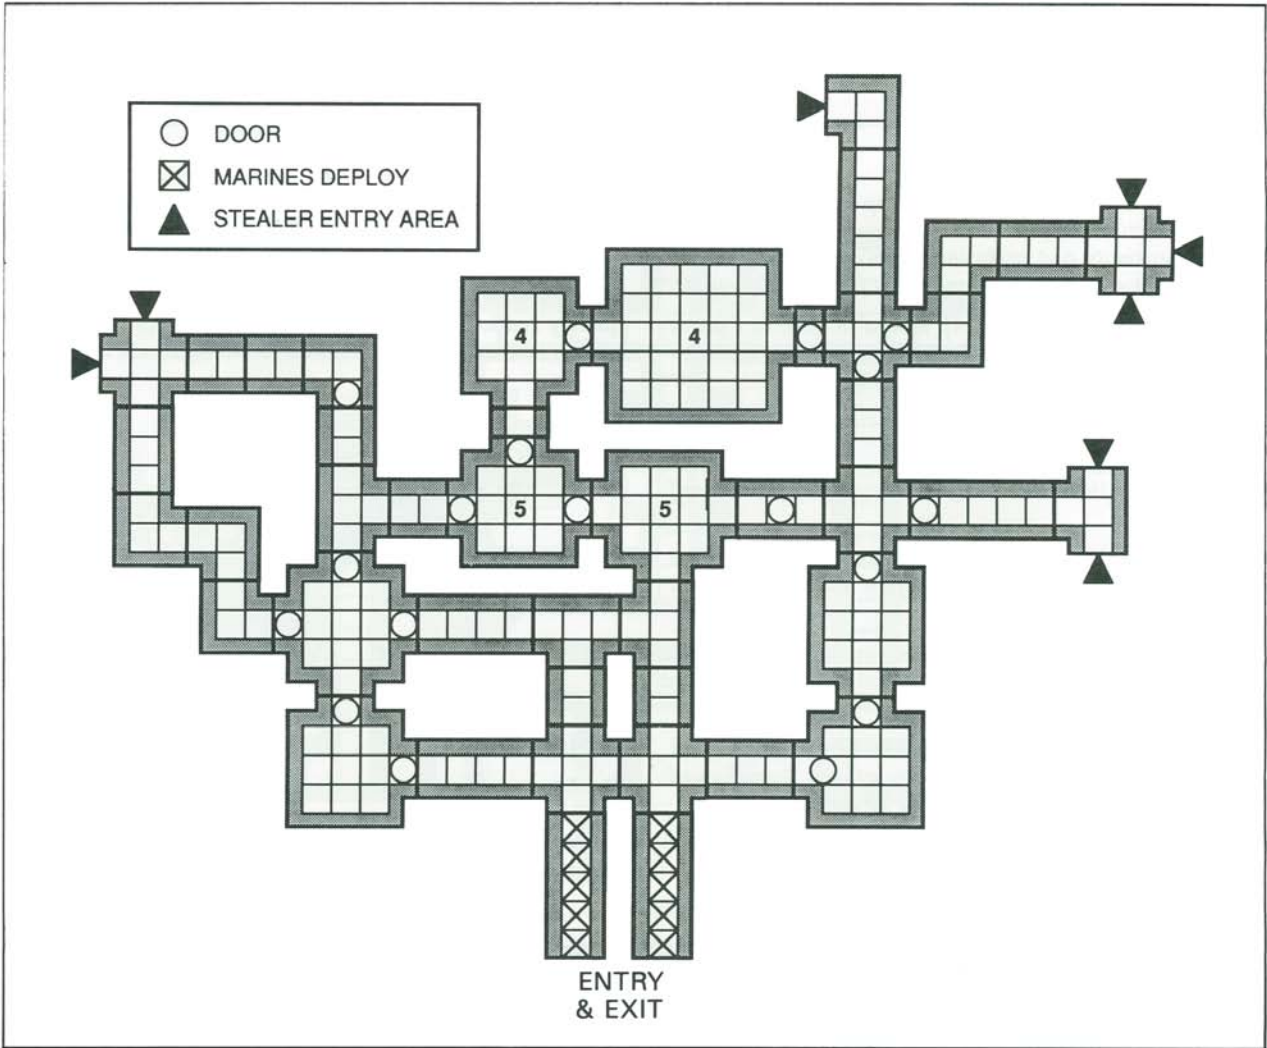 DOOR
MARINES DEPLOY
STEALER ENTRY AREA
4
4
5
5
ENTRY
& EXIT